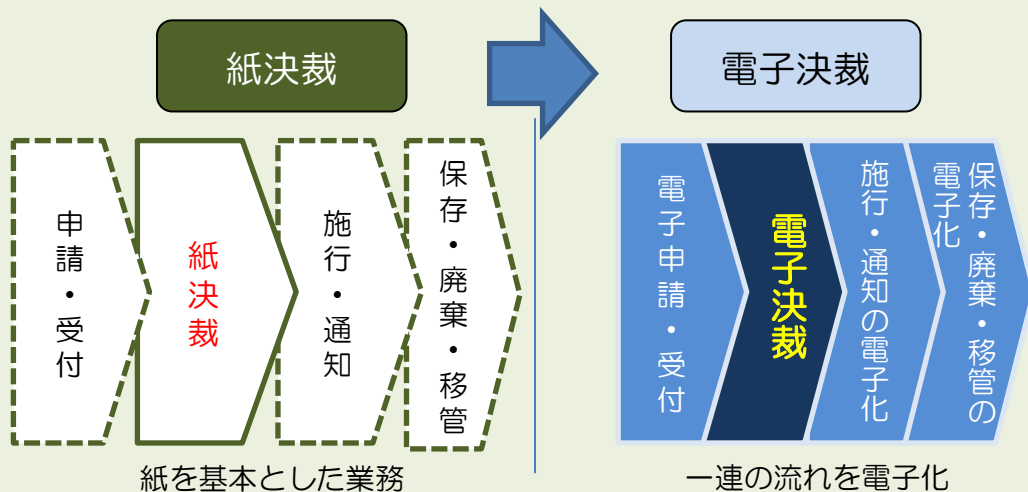 紙決裁
電子決裁
申請・受付
紙決裁
施行・通知
保存・廃棄・移管
電子申請・受付
電子決裁
施行・通知の電子化
保存・廃棄・移管の
電子化
紙を基本とした業務
一連の流れを電子化